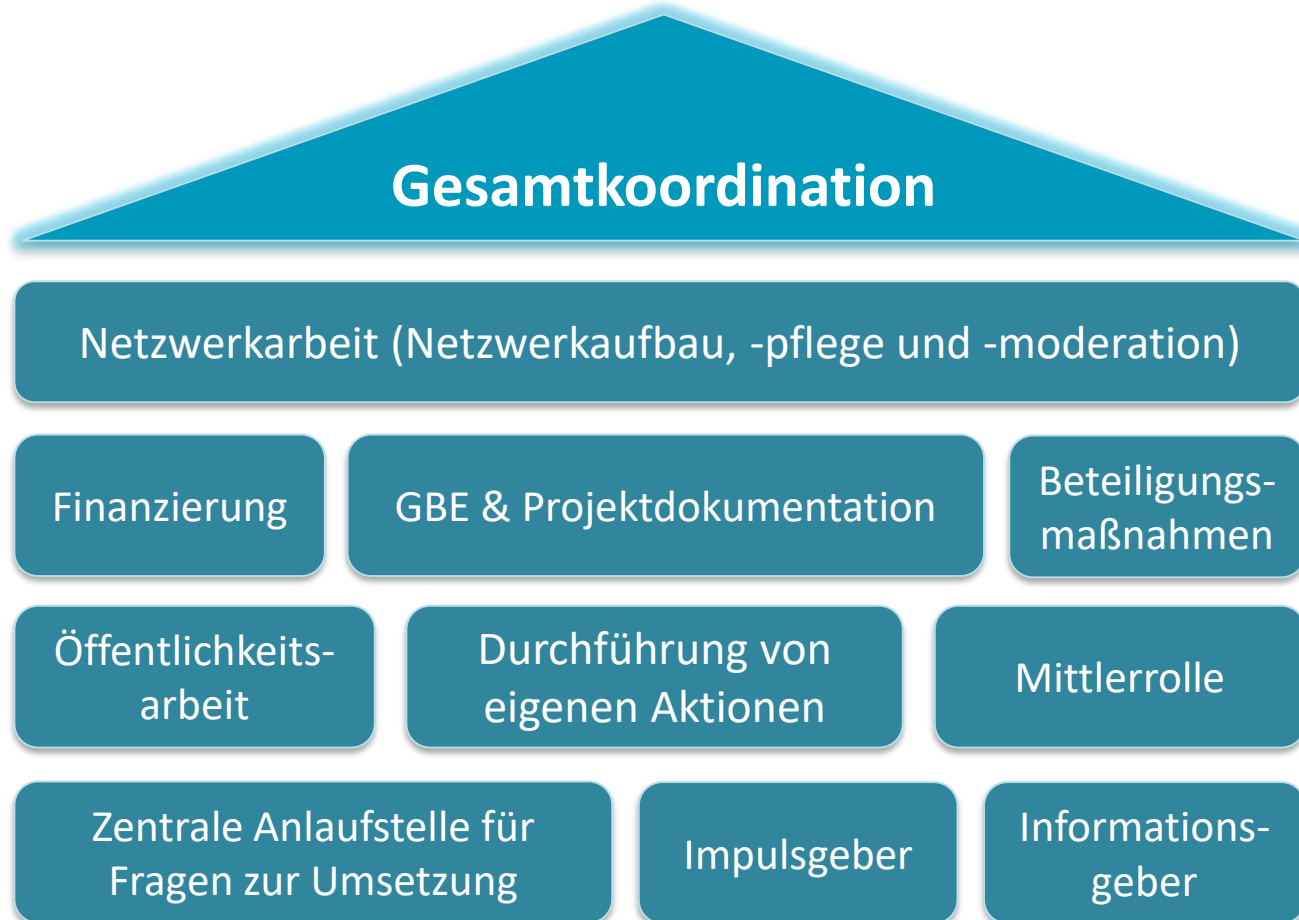 Gesamtkoordination
Netzwerkarbeit (Netzwerkaufbau, -pflege und -moderation)
Finanzierung
GBE & Projektdokumentation
Beteiligungs-
maßnahmen
Öffentlichkeits-
arbeit
Durchführung von
eigenen Aktionen
Mittlerrolle
Zentrale Anlaufstelle für
Fragen zur Umsetzung
Impulsgeber
Informations-
geber